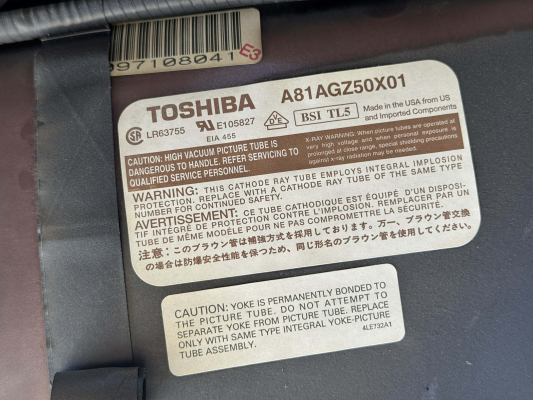 97108041 E3
TOSHIBA A81AGZ50X01
LR63755 E105827
EIA 455
VDE BSI TL5
Made in the USA from US
and Imported Components
CAUTION: HIGH VACUUM PICTURE TUBE IS
DANGEROUS TO HANDLE. REFER SERVICING TO
QUALIFIED SERVICE PERSONNEL.
X-RAY WARNING: When picture tubes are operated at
very high voltages and when personal exposure is
prolonged at close range, special shielding precautions
against x-ray radiation may be needed.
WARNING: THIS CATHODE RAY TUBE EMPLOYS INTEGRAL IMPLOSION
PROTECTION. REPLACE WITH A CATHODE RAY TUBE OF THE SAME TYPE
NUMBER FOR CONTINUED SAFETY.
AVERTISSEMENT: CE TUBE CATHODIQUE EST ÉQUIPÉ D'UN DISPOSI-
TIF INTÉGRÉ DE PROTECTION CONTRE L'IMPLOSION. REMPLACER PAR UN
TUBE DE MÊME MODÈLE POUR NE PAS COMPROMETTRE LA SÉCURITÉ.
注意: このブラウン管は補強方式を採用しております。万一、ブラウン管交換
の場合は防爆安全性能を保つため、同じ形名のブラウン管を使用してください。
CAUTION: YOKE IS PERMANENTLY BONDED TO
THE PICTURE TUBE. DO NOT ATTEMPT TO
SEPARATE YOKE FROM PICTURE TUBE. REPLACE
ONLY WITH SAME TYPE INTEGRAL YOKE-PICTURE
TUBE ASSEMBLY. 4LE732A1